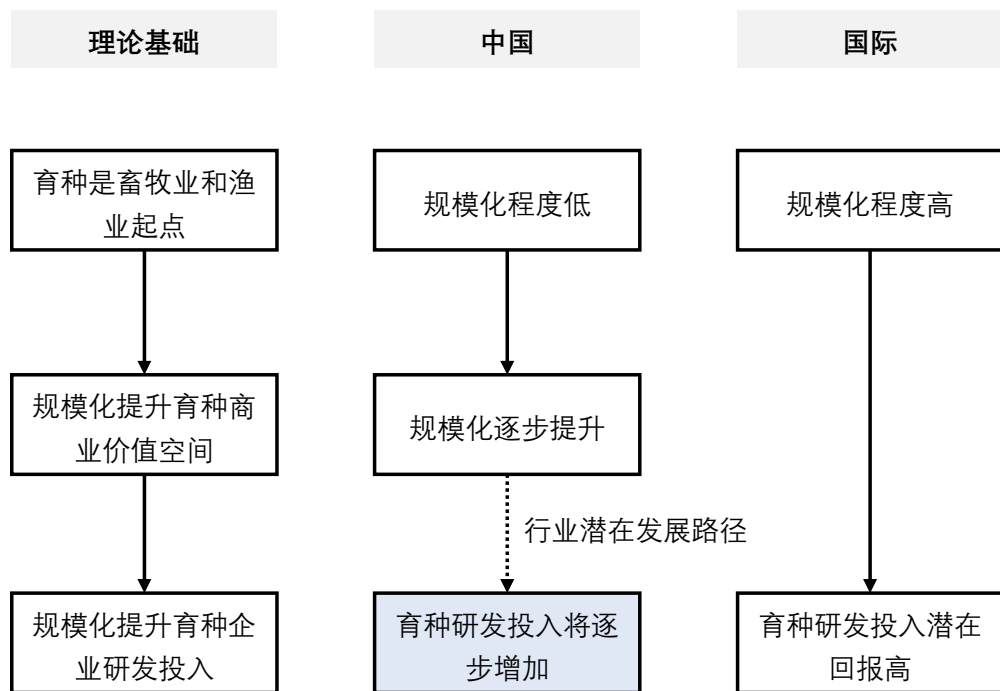 理论基础
中国
国际
育种是畜牧业和渔
业起点
规模化程度低
规模化程度高
规模化提升育种商
业价值空间
规模化逐步提升
行业潜在发展路径
规模化提升育种企
业研发投入
育种研发投入将逐
步增加
育种研发投入潜在
回报高